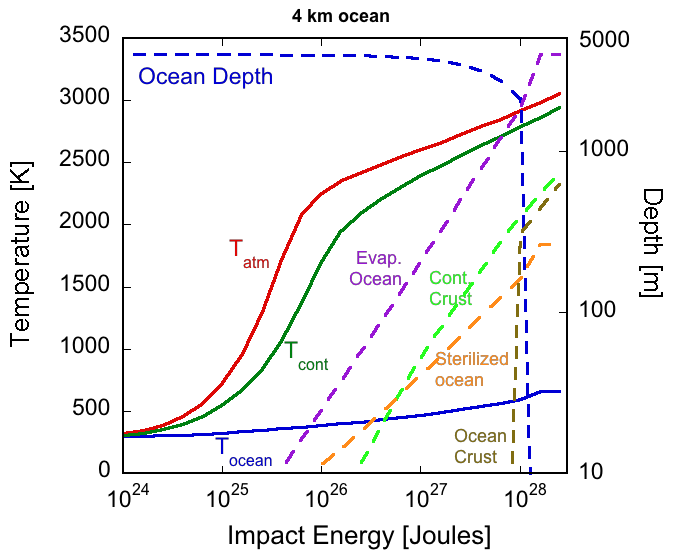 4 km ocean
3500
3000
2500
2000
1500
1000
500
0
Temperature [K]
5000
1000
100
10
Depth [m]
10^24
10^25
10^26
10^27
10^28
Impact Energy [Joules]
Ocean Depth
T_atm
T_cont
T_ocean
Evap.
Ocean
Cont.
Crust
Sterilized
ocean
Ocean
Crust